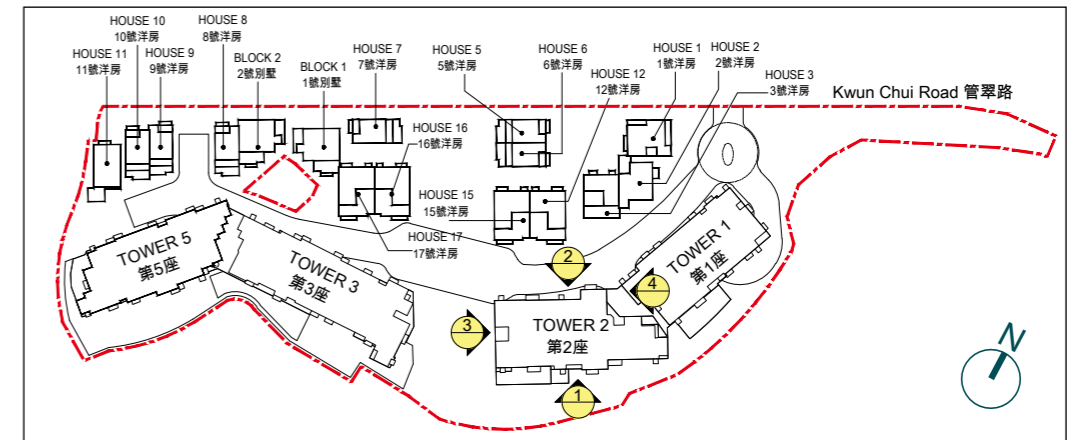 HOUSE 10
10號洋房
HOUSE 8
8號洋房
HOUSE 11
11號洋房
HOUSE 9
9號洋房
BLOCK 2
2號別墅
BLOCK 1
1號別墅
HOUSE 7
7號洋房
HOUSE 5
5號洋房
HOUSE 6
6號洋房
HOUSE 12
12號洋房
HOUSE 1
1號洋房
HOUSE 2
2號洋房
HOUSE 3
3號洋房
Kwun Chui Road 管翠路
HOUSE 16
16號洋房
HOUSE 15
15號洋房
HOUSE 17
17號洋房
TOWER 5
第5座
TOWER 3
第3座
TOWER 2
第2座
TOWER 1
第1座
2
4
3
1
N